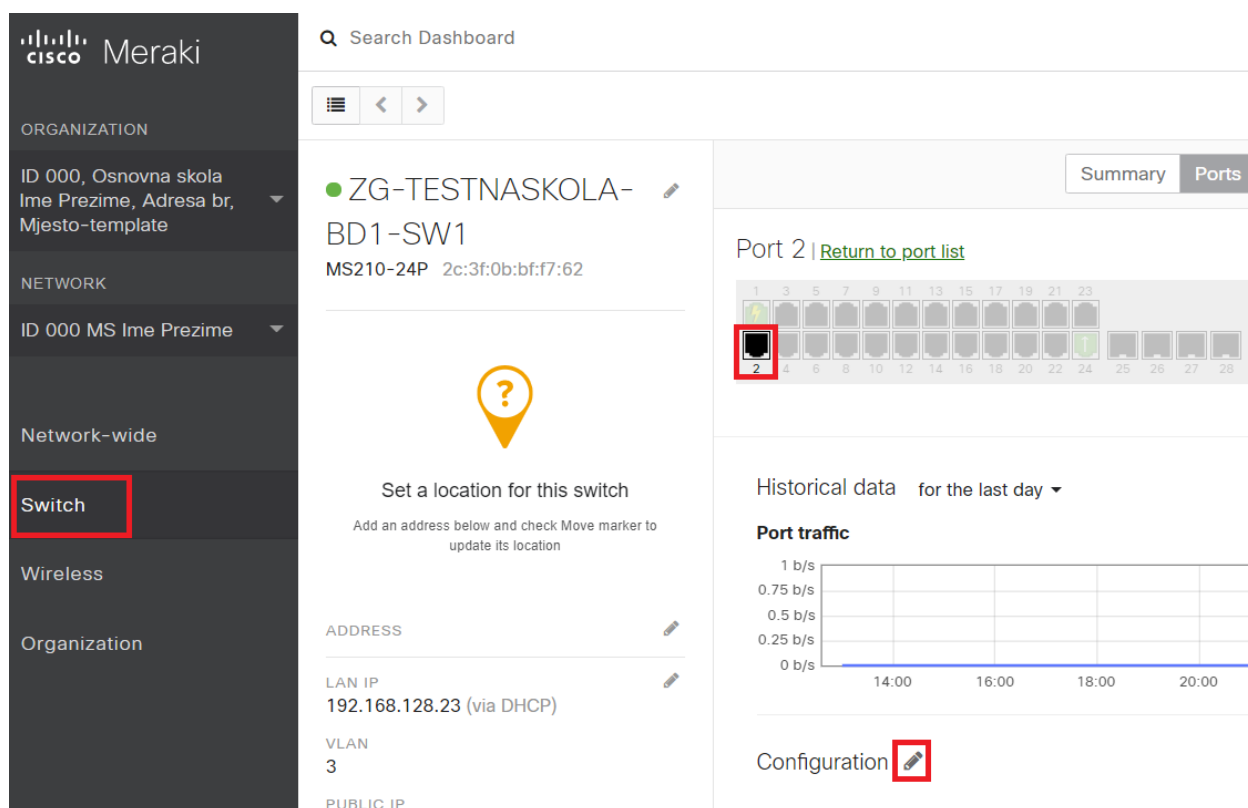 cisco Meraki
ORGANIZATION
ID 000, Osnovna skola
Ime Prezime, Adresa br,
Mjesto-template
NETWORK
ID 000 MS Ime Prezime
Network-wide
Switch
Wireless
Organization
Search Dashboard
ZG-TESTNASKOLA-
BD1-SW1
MS210-24P 2c:3f:0b:bf:f7:62
?
Set a location for this switch
Add an address below and check Move marker to
update its location
ADDRESS
LAN IP
192.168.128.23 (via DHCP)
VLAN
3
PUBLIC IP
Summary Ports
Port 2 | Return to port list
1 3 5 7 9 11 13 15 17 19 21 23
2 4 6 8 10 12 14 16 18 20 22 24 25 26 27 28
Historical data for the last day
Port traffic
1 b/s
0.75 b/s
0.5 b/s
0.25 b/s
0 b/s
14:00 16:00 18:00 20:00
Configuration